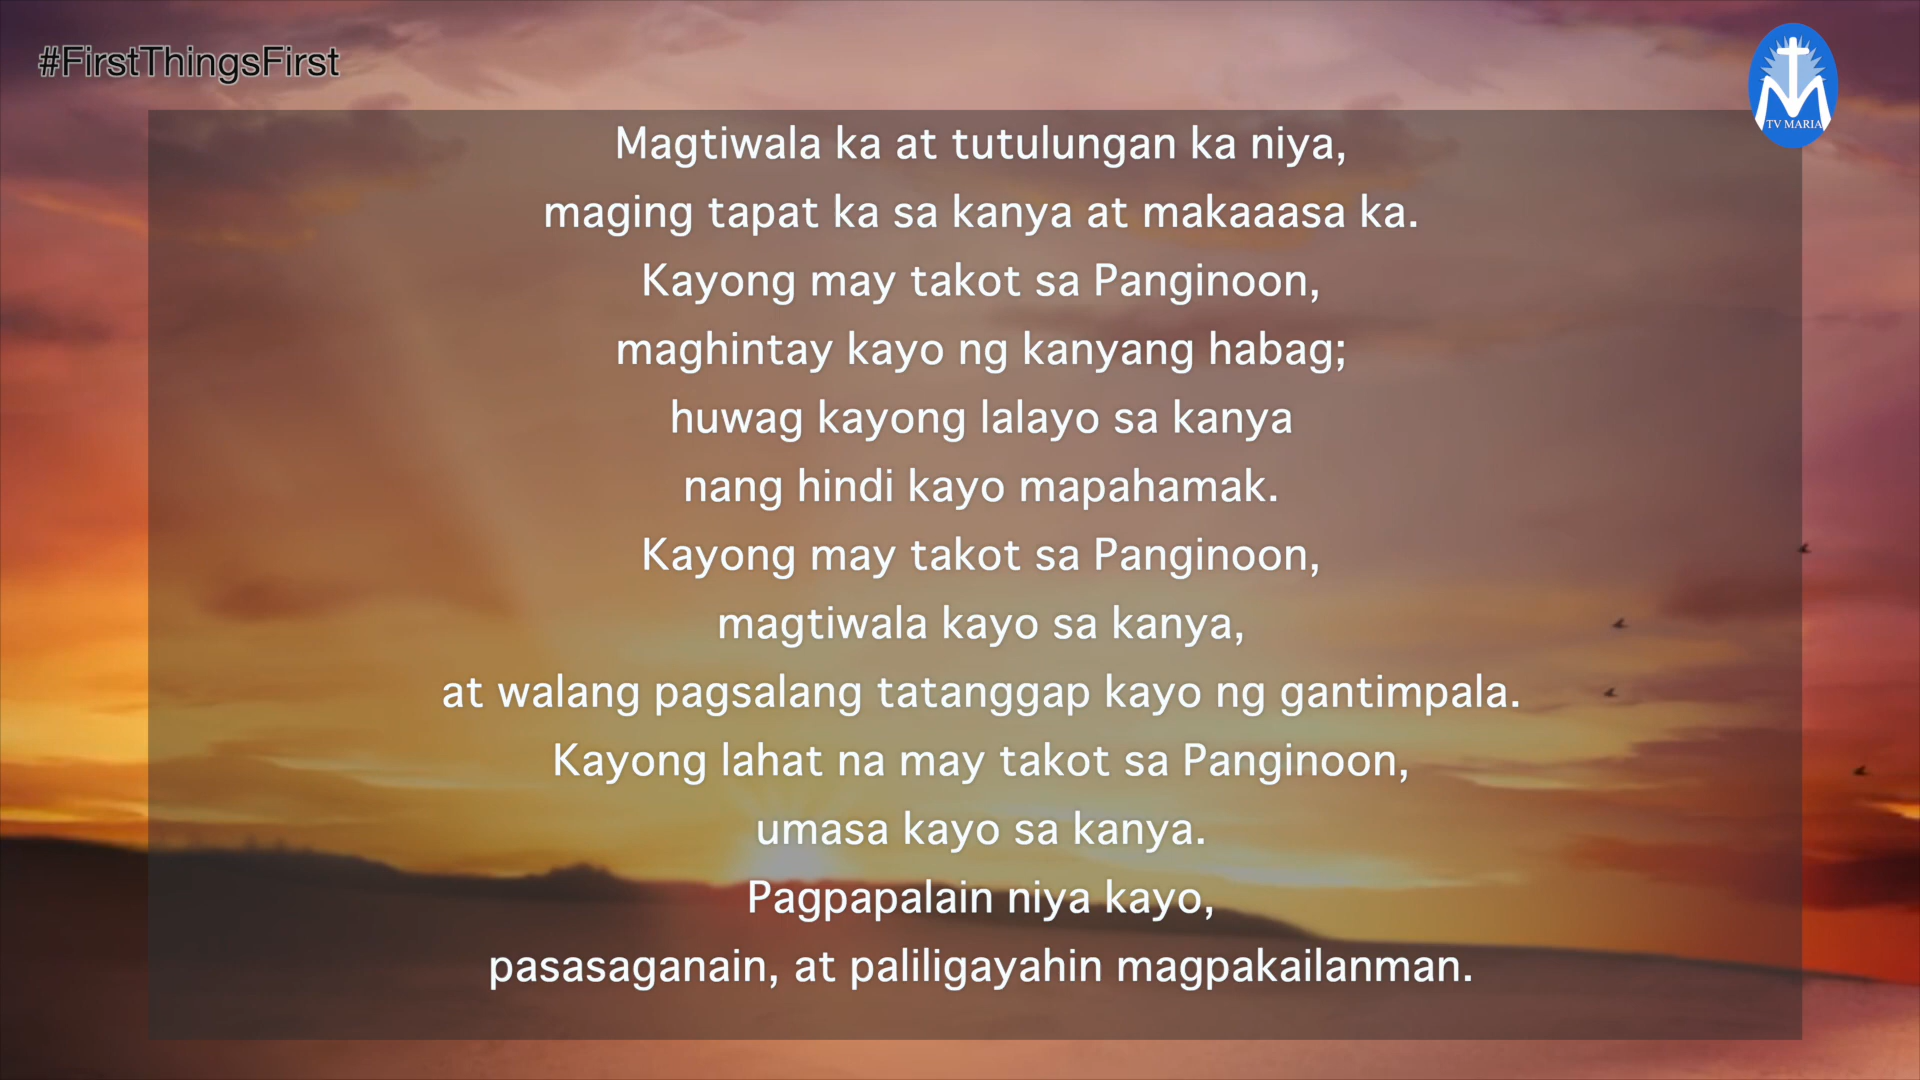 #FirstThingsFirst
TV MARIA
Magtiwala ka at tutulungan ka niya,
maging tapat ka sa kanya at makaaasa ka.
Kayong may takot sa Panginoon,
maghintay kayo ng kanyang habag;
huwag kayong lalayo sa kanya
nang hindi kayo mapahamak.
Kayong may takot sa Panginoon,
magtiwala kayo sa kanya,
at walang pagsalang tatanggap kayo ng gantimpala.
Kayong lahat na may takot sa Panginoon,
umasa kayo sa kanya.
Pagpapalain niya kayo,
pasasaganain, at paliligayahin magpakailanman.